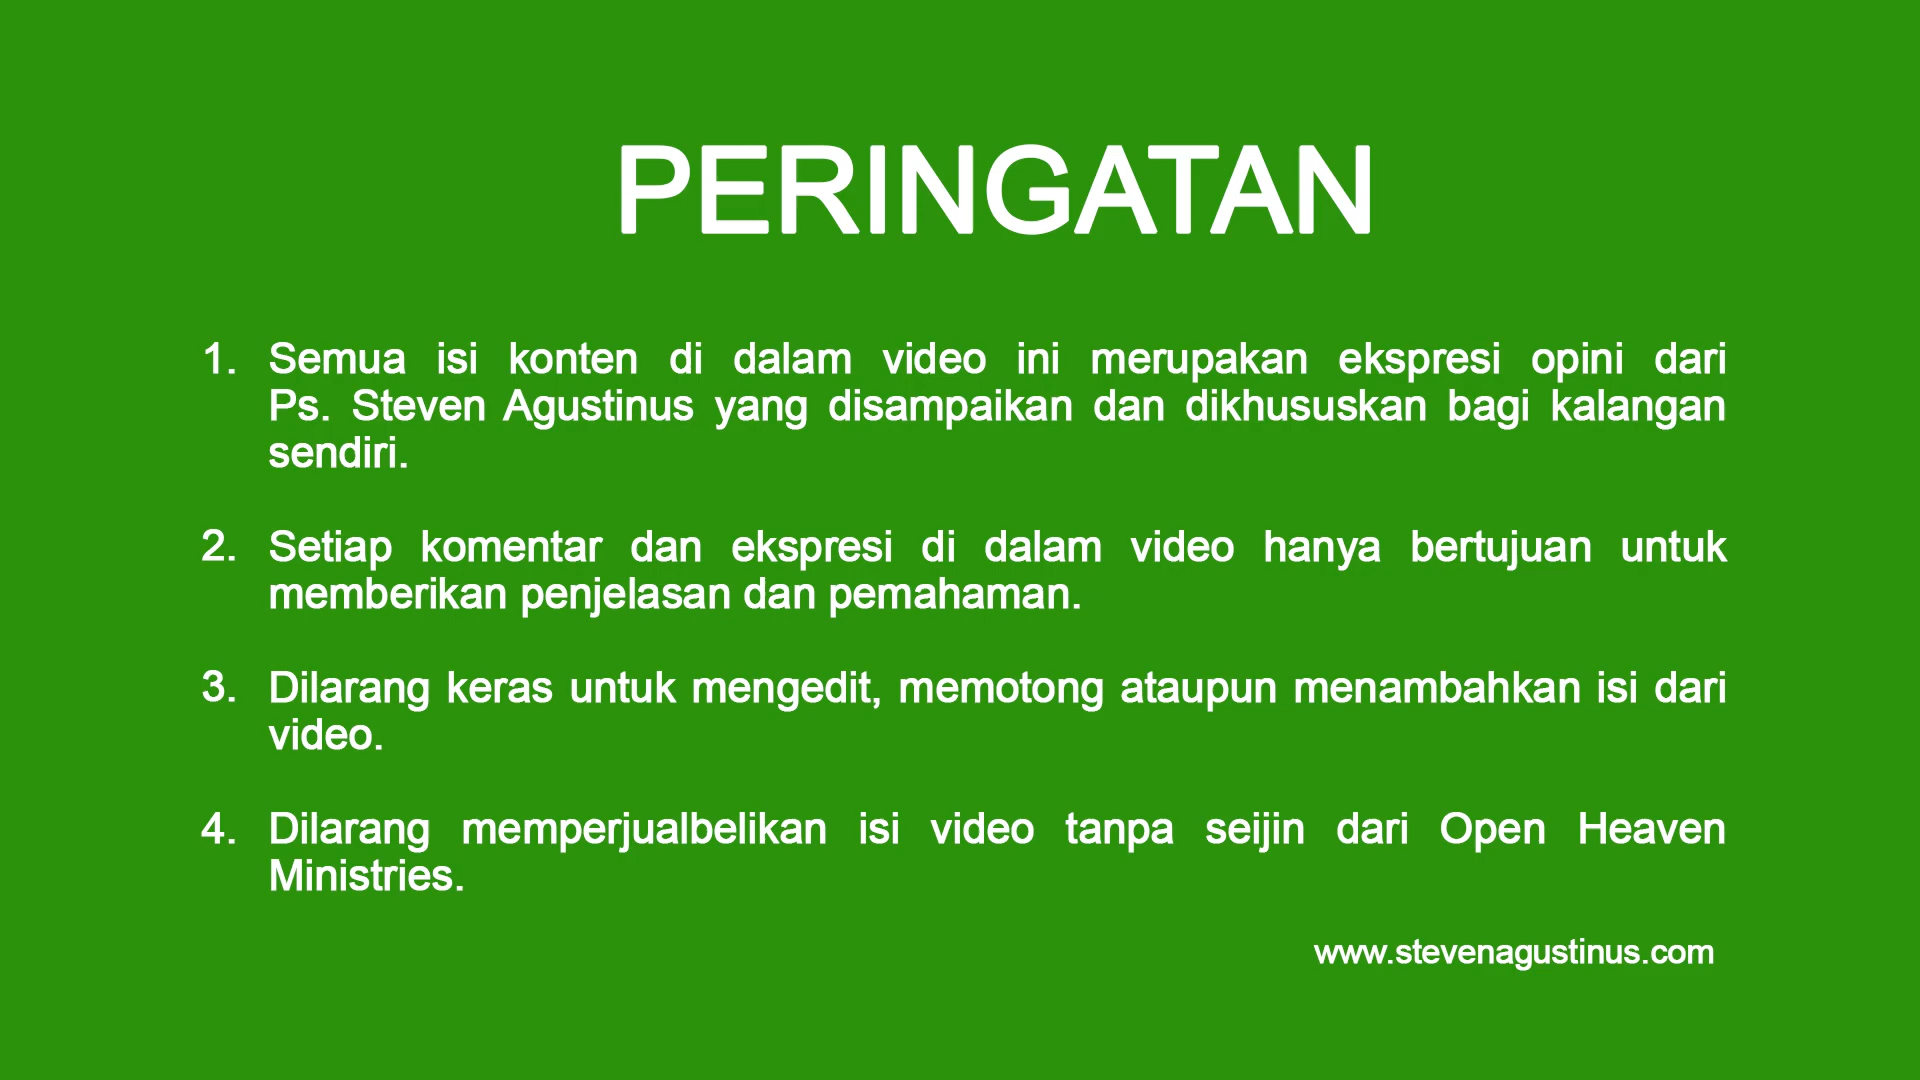 PERINGATAN
1. Semua isi konten di dalam video ini merupakan ekspresi opini dari
Ps. Steven Agustinus yang disampaikan dan dikhususkan bagi kalangan
sendiri.
2. Setiap komentar dan ekspresi di dalam video hanya bertujuan untuk
memberikan penjelasan dan pemahaman.
3. Dilarang keras untuk mengedit, memotong ataupun menambahkan isi dari
video.
4. Dilarang memperjualbelikan isi video tanpa seijin dari Open Heaven
Ministries.
www.stevenagustinus.com